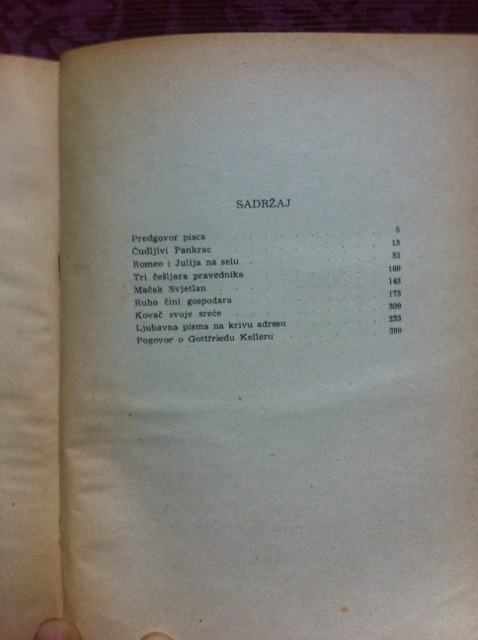 SADRŽAJ
Predgovor pisca . . . . . . . . 5
Čudljivi Pankrac . . . . . . . . 13
Romeo i Julija na selu . . . . . . . . 53
Tri češljara pravednika . . . . . . . . 109
Mačak Svjetlan . . . . . . . . 143
Ruho čini gospodara . . . . . . . . 173
Kovač svoje sreće . . . . . . . . 209
Ljubavna pisma na krivu adresu . . . . . . . . 233
Pogovor o Gottfriedu Kelleru . . . . . . . . 289